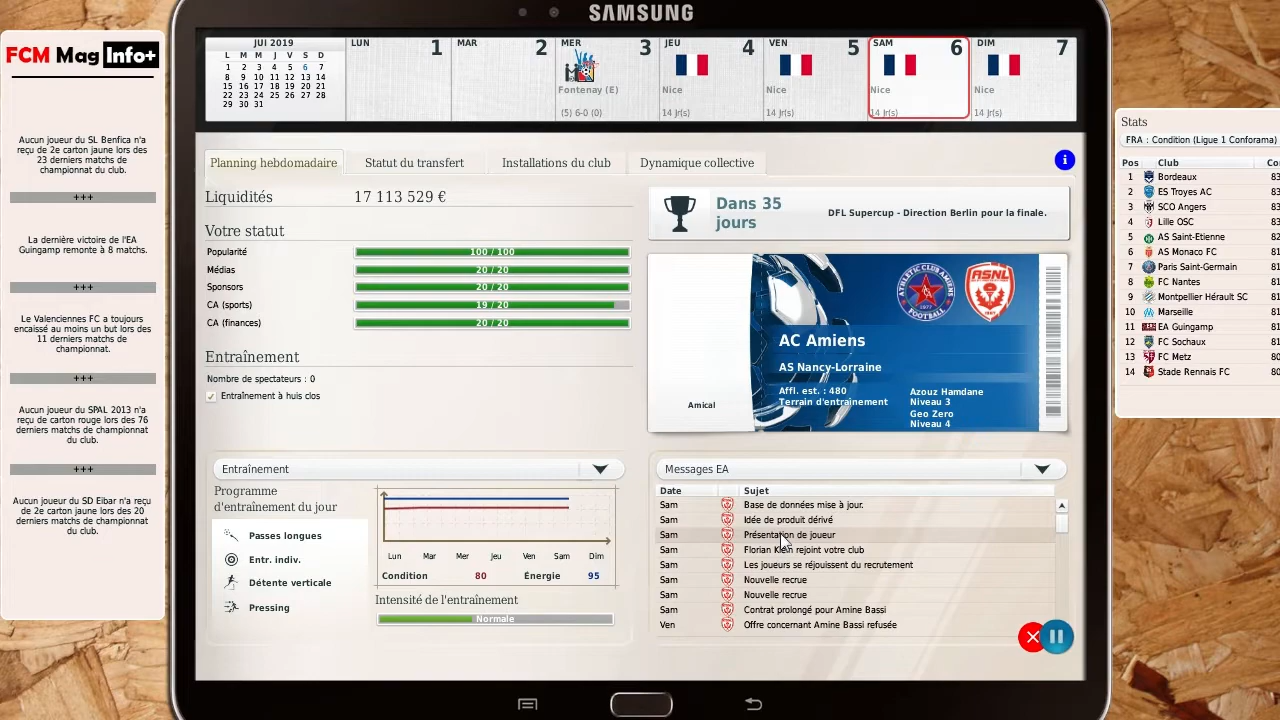 SAMSUNG
FCM Mag Info+
Aucun joueur du SL Benfica n'a
reçu de 2e carton jaune lors des
23 derniers matchs de
championnat du club.
+++
La dernière victoire de l'EA
Guingamp remonte à 8 matchs.
+++
Le Valenciennes FC a toujours
encaissé au moins un but lors des
11 derniers matchs de
championnat.
+++
Aucun joueur du SPAL 2013 n'a
reçu de carton rouge lors des 76
derniers matchs de championnat
du club.
+++
Aucun joueur du SD Eibar n'a reçu
de 2e carton jaune lors des 20
derniers matchs de championnat
du club.
JUI 2019
L M M J V S D
1 2 3 4 5 6 7
8 9 10 11 12 13 14
15 16 17 18 19 20 21
22 23 24 25 26 27 28
29 30 31
LUN 1
MAR 2
MER 3
Fontenay (E)
(5) 6-0 (0)
JEU 4
Nice
14 Jr(s)
VEN 5
Nice
14 Jr(s)
SAM 6
Nice
14 Jr(s)
DIM 7
Nice
14 Jr(s)
Planning hebdomadaire
Statut du transfert
Installations du club
Dynamique collective
i
Liquidités 17 113 529 €
Votre statut
Popularité 100 / 100
Médias 20 / 20
Sponsors 20 / 20
CA (sports) 19 / 20
CA (finances) 20 / 20
Entraînement
Nombre de spectateurs : 0
Entraînement à huis clos
Dans 35
jours
DFL Supercup - Direction Berlin pour la finale.
ATHLETIC CLUB AMIENS
FOOTBALL
ASNL
AC Amiens
AS Nancy-Lorraine
Amical
Affl. est. : 480
Terrain d'entraînement
Azouz Hamdane
Niveau 3
Geo Zero
Niveau 4
Entraînement
Programme
d'entraînement du jour
Passes longues
Entr. indiv.
Détente verticale
Pressing
Lun Mar Mer Jeu Ven Sam Dim
Condition 80 Énergie 95
Intensité de l'entraînement
Normale
Messages EA
Date Sujet
Sam Base de données mise à jour.
Sam Idée de produit dérivé
Sam Présentation de joueur
Sam Florian Klein rejoint votre club
Sam Les joueurs se réjouissent du recrutement
Sam Nouvelle recrue
Sam Nouvelle recrue
Sam Contrat prolongé pour Amine Bassi
Ven Offre concernant Amine Bassi refusée
Stats
FRA : Condition (Ligue 1 Conforama)
Pos Club Co
1 Bordeaux 83
2 ES Troyes AC 83
3 SCO Angers 83
4 Lille OSC 83
5 AS Saint-Etienne 82
6 AS Monaco FC 82
7 Paris Saint-Germain 81
8 FC Nantes 81
9 Montpellier Hérault SC 81
10 Marseille 81
11 EA Guingamp 81
12 FC Sochaux 81
13 FC Metz 80
14 Stade Rennais FC 80